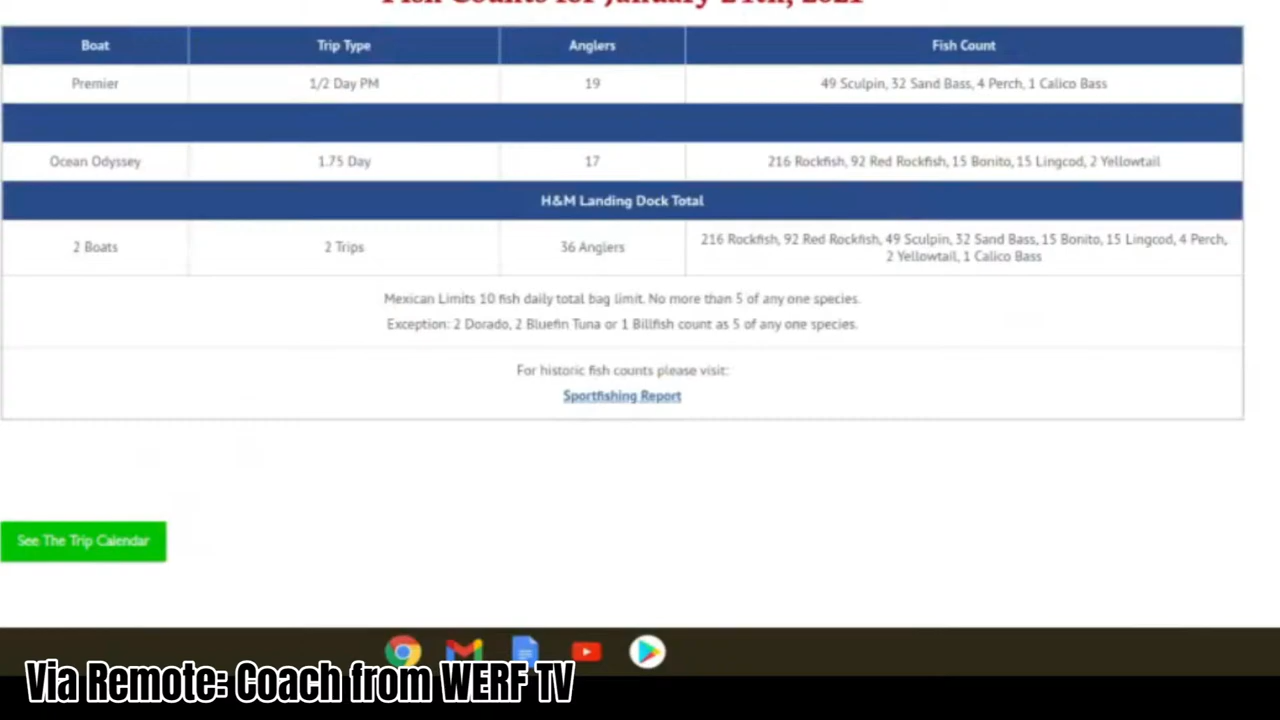 Fish Counts for January 24th, 2021
Boat Trip Type Anglers Fish Count
Premier 1/2 Day PM 19 49 Sculpin, 32 Sand Bass, 4 Perch, 1 Calico Bass
Ocean Odyssey 1.75 Day 17 216 Rockfish, 92 Red Rockfish, 15 Bonito, 15 Lingcod, 2 Yellowtail
H&M Landing Dock Total
2 Boats 2 Trips 36 Anglers 216 Rockfish, 92 Red Rockfish, 49 Sculpin, 32 Sand Bass, 15 Bonito, 15 Lingcod, 4 Perch,
2 Yellowtail, 1 Calico Bass
Mexican Limits 10 fish daily total bag limit. No more than 5 of any one species.
Exception: 2 Dorado, 2 Bluefin Tuna or 1 Billfish count as 5 of any one species.
For historic fish counts please visit:
Sportfishing Report
See The Trip Calendar
Via Remote: Coach from WERF TV